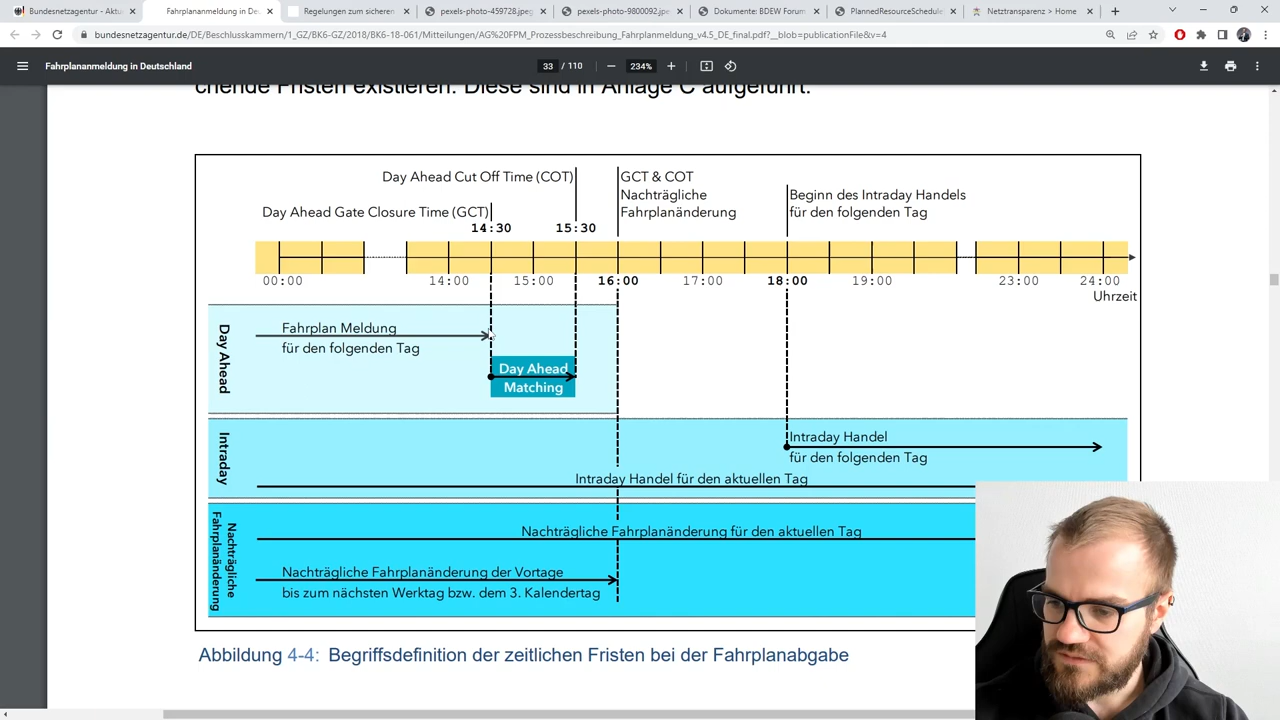 Bundesnetzagentur - Aktu
Fahrplananmeldung in De
Regelungen zum sicheren
pexels-photo-459728.jpeg
pexels-photo-9800092.jpe
Dokumente: BDEW Forum
PlannedResourceSchedule
Netztransparenz > Home
bundesnetzagentur.de/DE/Beschlusskammern/1_GZ/BK6-GZ/2018/BK6-18-061/Mitteilungen/AG%20FPM_Prozessbeschreibung_Fahrplanmeldung_v4.5_DE_final.pdf?__blob=publicationFile&v=4
Fahrplananmeldung in Deutschland
33 / 110
234%
chende Fristen existieren. Diese sind in Anlage C aufgeführt.
Day Ahead Cut Off Time (COT)
GCT & COT
Nachträgliche
Fahrplanänderung
Beginn des Intraday Handels
für den folgenden Tag
Day Ahead Gate Closure Time (GCT)
14:30
15:30
00:00
14:00
15:00
16:00
17:00
18:00
19:00
23:00
24:00
Uhrzeit
Day Ahead
Fahrplan Meldung
für den folgenden Tag
Day Ahead
Matching
Intraday
Intraday Handel
für den folgenden Tag
Intraday Handel für den aktuellen Tag
Nachträgliche
Fahrplanänderung
Nachträgliche Fahrplanänderung für den aktuellen Tag
Nachträgliche Fahrplanänderung der Vortage
bis zum nächsten Werktag bzw. dem 3. Kalendertag
Abbildung 4-4: Begriffsdefinition der zeitlichen Fristen bei der Fahrplanabgabe